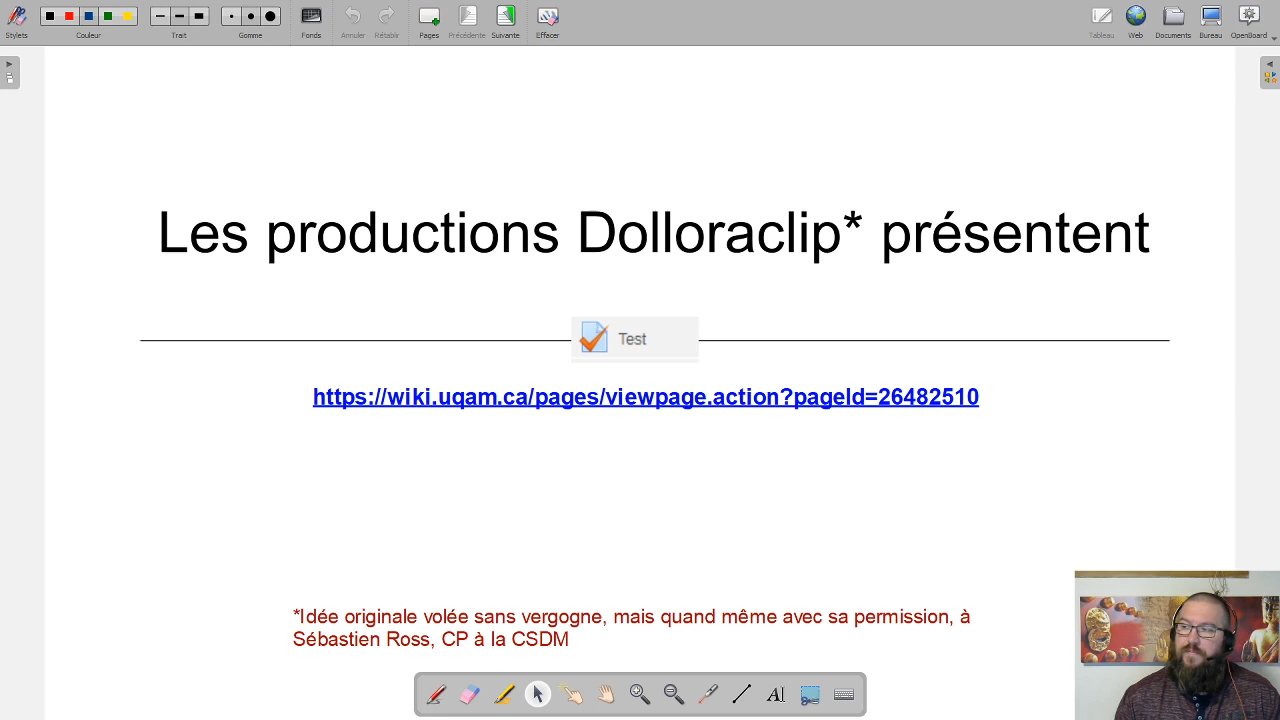 Stylets
Couleur
Trait
Gomme
Fonds
Annuler
Rétablir
Pages
Précédente
Suivante
Effacer
Tableau
Web
Documents
Bureau
OpenBoard
Les productions Dolloraclip* présentent
Test
https://wiki.uqam.ca/pages/viewpage.action?pageId=26482510
*Idée originale volée sans vergogne, mais quand même avec sa permission, à
Sébastien Ross, CP à la CSDM
AI